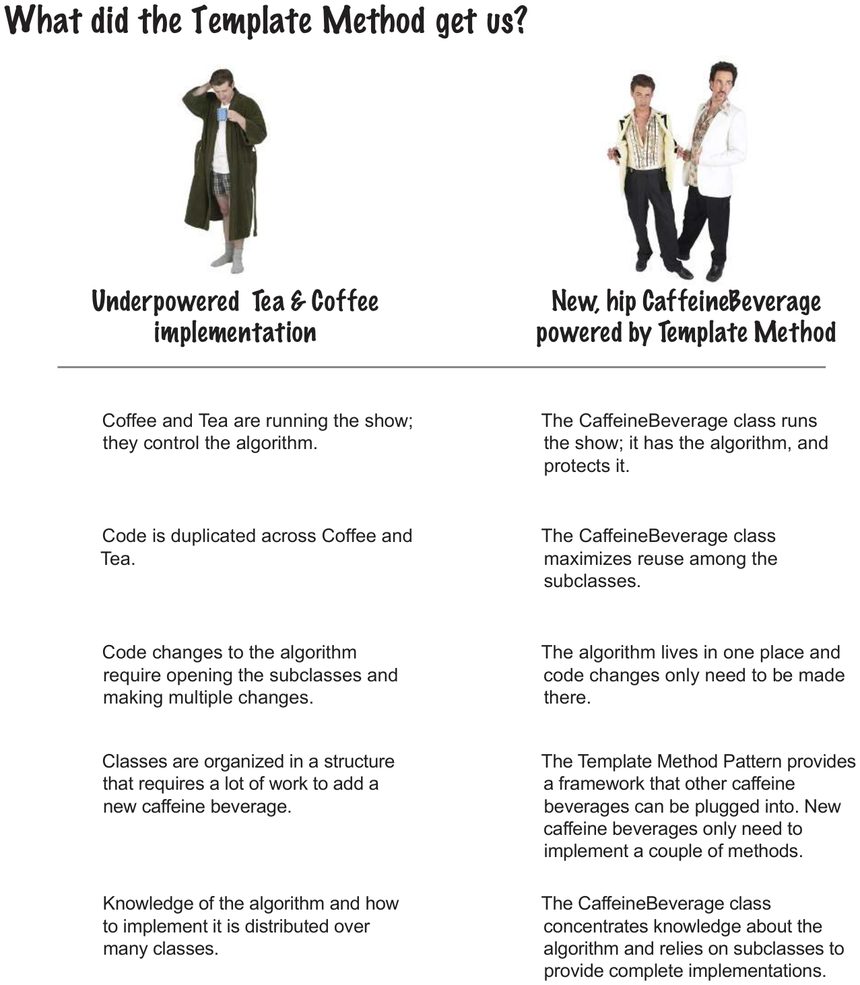 What did the Template Method get us?
Underpowered Tea & Coffee
implementation
New, hip CaffeineBeverage
powered by Template Method
Coffee and Tea are running the show;
they control the algorithm.
The CaffeineBeverage class runs
the show; it has the algorithm, and
protects it.
Code is duplicated across Coffee and
Tea.
The CaffeineBeverage class
maximizes reuse among the
subclasses.
Code changes to the algorithm
require opening the subclasses and
making multiple changes.
The algorithm lives in one place and
code changes only need to be made
there.
Classes are organized in a structure
that requires a lot of work to add a
new caffeine beverage.
The Template Method Pattern provides
a framework that other caffeine
beverages can be plugged into. New
caffeine beverages only need to
implement a couple of methods.
Knowledge of the algorithm and how
to implement it is distributed over
many classes.
The CaffeineBeverage class
concentrates knowledge about the
algorithm and relies on subclasses to
provide complete implementations.